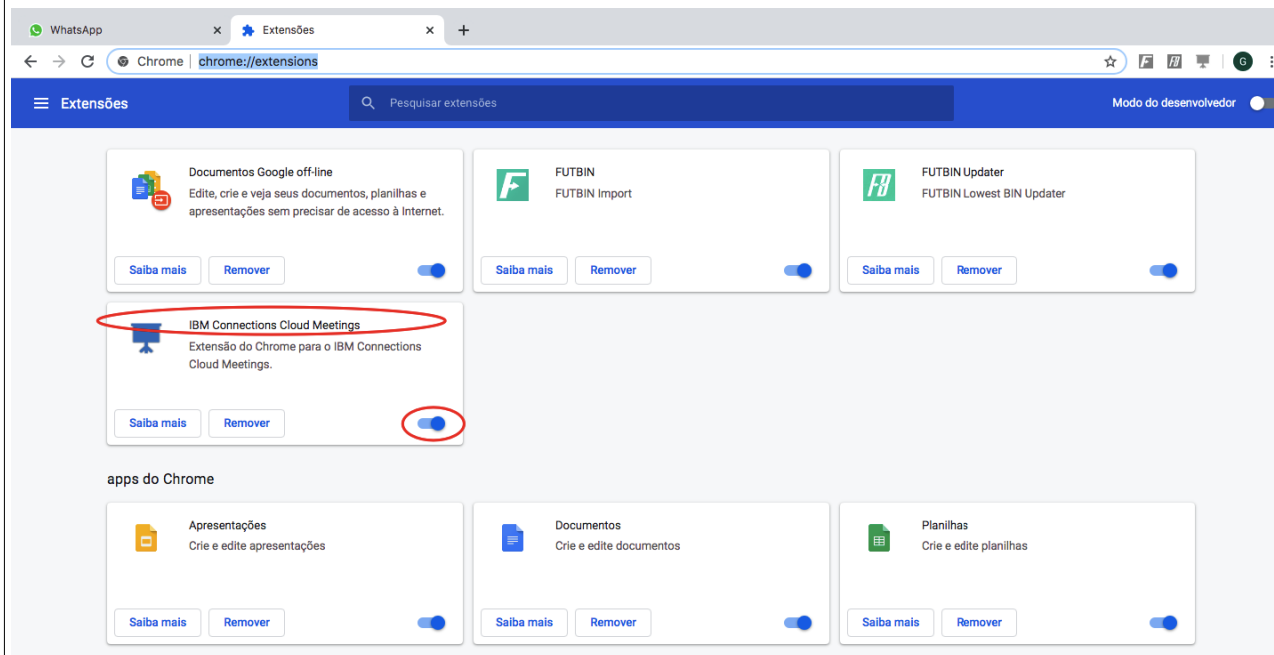 WhatsApp
Extensões
Chrome
chrome://extensions
G
Extensões
Pesquisar extensões
Modo do desenvolvedor
Documentos Google off-line
Edite, crie e veja seus documentos, planilhas e
apresentações sem precisar de acesso à Internet.
Saiba mais
Remover
FUTBIN
FUTBIN Import
Saiba mais
Remover
FUTBIN Updater
FUTBIN Lowest BIN Updater
Saiba mais
Remover
IBM Connections Cloud Meetings
Extensão do Chrome para o IBM Connections
Cloud Meetings.
Saiba mais
Remover
apps do Chrome
Apresentações
Crie e edite apresentações
Saiba mais
Remover
Documentos
Crie e edite documentos
Saiba mais
Remover
Planilhas
Crie e edite planilhas
Saiba mais
Remover